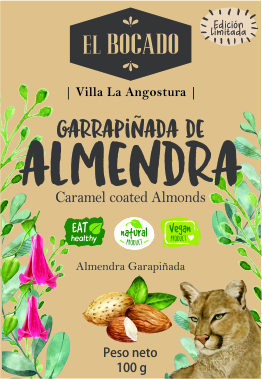 EL BOCADO
Edición
Limitada
| Villa La Angostura |
GARRAPIÑADA DE
ALMENDRA
Caramel coated Almonds
EAT
healthy
natural
PRODUCT
Vegan
PRODUCT
Almendra Garapiñada
Peso neto
100 g